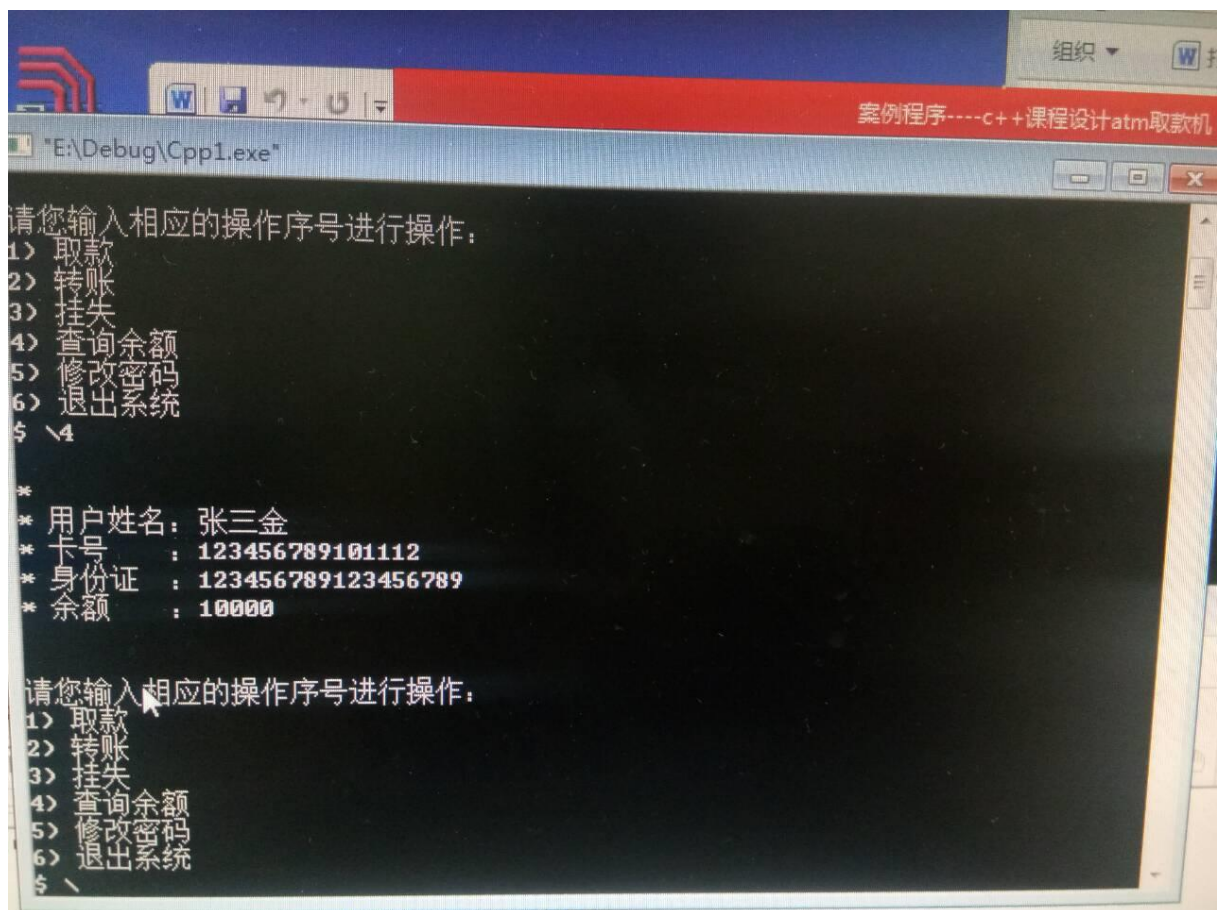 组织
案例程序----c++课程设计atm取款机
"E:\Debug\Cpp1.exe"
请您输入相应的操作序号进行操作：
1> 取款
2> 转账
3> 挂失
4> 查询余额
5> 修改密码
6> 退出系统
$ \4
*
* 用户姓名：张三金
* 卡号 ：123456789101112
* 身份证 ：123456789123456789
* 余额 ：10000
请您输入相应的操作序号进行操作：
1> 取款
2> 转账
3> 挂失
4> 查询余额
5> 修改密码
6> 退出系统
$ \